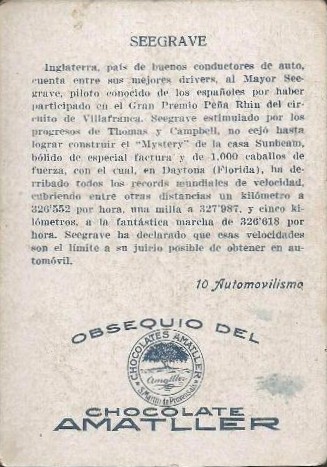 SEEGRAVE
Inglaterra, país de buenos conductores de auto,
cuenta entre sus mejores drivers, al Mayor See-
grave, piloto conocido de los españoles por haber
participado en el Gran Premio Peña Rhin del cir-
cuito de Villafranca. Seegrave estimulado por los
progresos de Thomas y Campbell, no cejó hasta
lograr construir el "Mystery" de la casa Sunbeam,
bólido de especial factura y de 1.000 caballos de
fuerza, con el cual, en Daytona (Florida), ha de-
rribado todos los records mundiales de velocidad,
cubriendo entre otras distancias un kilómetro a
326'552 por hora, una milla a 327'987, y cinco ki-
lómetros, a la fantástica marcha de 326'618 por
hora. Seegrave ha declarado que esas velocidades
son el límite a su juicio posible de obtener en au-
tomóvil.
10 Automovilismo
OBSEQUIO DEL
CHOCOLATES AMATLLER
Amatller
S. Martín de Provensals
CHOCOLATE
AMATLLER